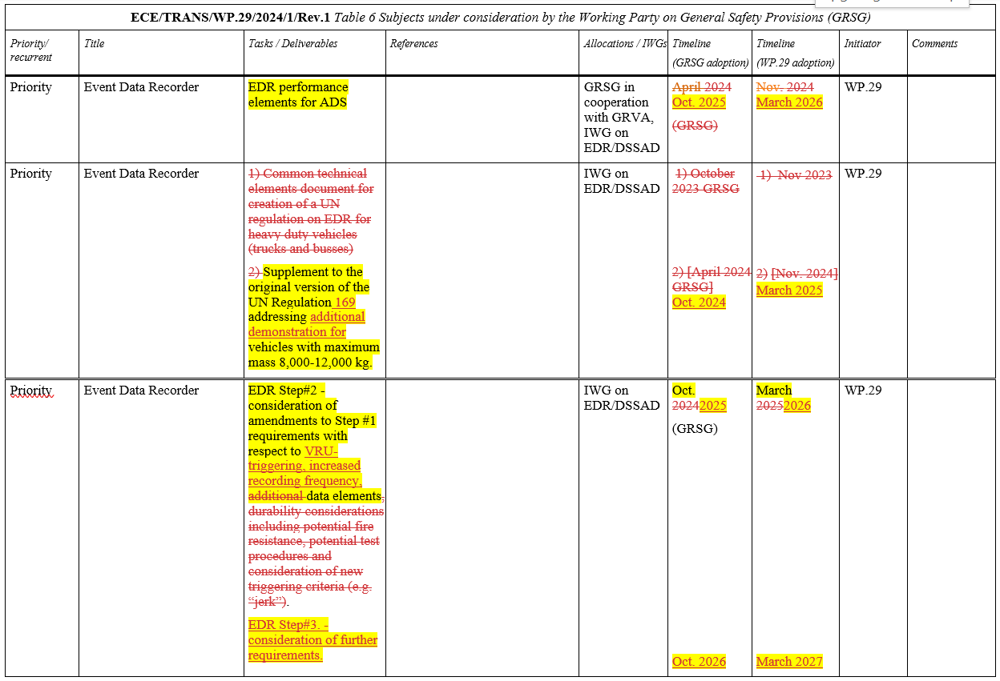 ECE/TRANS/WP.29/2024/1/Rev.1 Table 6 Subjects under consideration by the Working Party on General Safety Provisions (GRSG)
Priority/
recurrent
Title
Tasks / Deliverables
References
Allocations / IWGs
Timeline
(GRSG adoption)
Timeline
(WP.29 adoption)
Initiator
Comments
Priority
Event Data Recorder
EDR performance
elements for ADS
GRSG in
cooperation
with GRVA,
IWG on
EDR/DSSAD
April 2024
Oct. 2025
(GRSG)
Nov. 2024
March 2026
WP.29
Priority
Event Data Recorder
1) Common technical
elements document for
creation of a UN
regulation on EDR for
heavy duty vehicles
(trucks and busses)
2) Supplement to the
original version of the
UN Regulation 169
addressing additional
demonstration for
vehicles with maximum
mass 8,000-12,000 kg.
IWG on
EDR/DSSAD
1) October
2023 GRSG
2) [April 2024
GRSG]
Oct. 2024
1) Nov 2023
2) [Nov. 2024]
March 2025
WP.29
Priority
Event Data Recorder
EDR Step#2 -
consideration of
amendments to Step #1
requirements with
respect to VRU-
triggering, increased
recording frequency,
additional data elements,
durability considerations
including potential fire
resistance, potential test
procedures and
consideration of new
triggering criteria (e.g.
“jerk”).
EDR Step#3. -
consideration of further
requirements.
IWG on
EDR/DSSAD
Oct.
20242025
(GRSG)
Oct. 2026
March
20252026
March 2027
WP.29